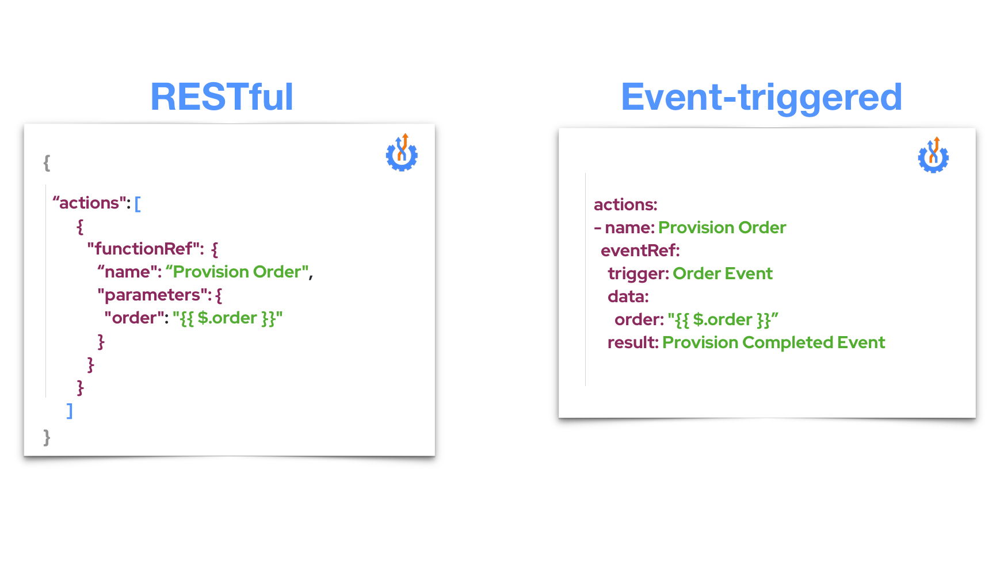 RESTful
{
“actions": [
{
"functionRef": {
“name": “Provision Order",
"parameters": {
"order": "{{ $.order }}"
}
}
}
]
}
Event-triggered
actions:
- name: Provision Order
eventRef:
trigger: Order Event
data:
order: "{{ $.order }}”
result: Provision Completed Event